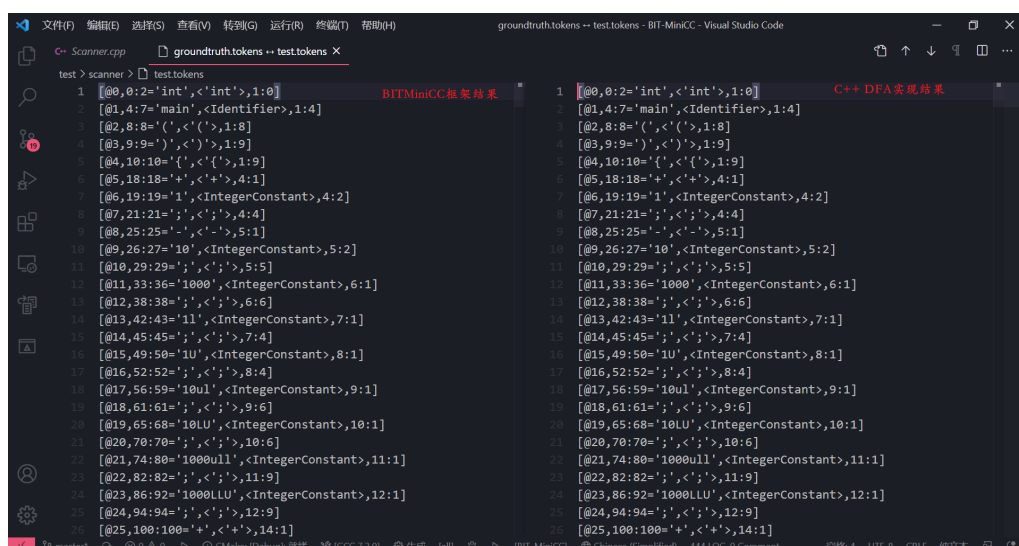 文件(F) 编辑(E) 选择(S) 查看(V) 转到(G) 运行(R) 终端(T) 帮助(H) groundtruth.tokens ↔ test.tokens - BIT-MiniCC - Visual Studio Code
Scanner.cpp groundtruth.tokens ↔ test.tokens
test > scanner > test.tokens
1 [@0,0:2='int',<'int'>,1:0] BITMiniCC框架结果
2 [@1,4:7='main',<Identifier>,1:4]
3 [@2,8:8='(',<'('>,1:8]
4 [@3,9:9=')',<')'>,1:9]
5 [@4,10:10='{',<'{'>,1:9]
6 [@5,18:18='+',<'+'>,4:1]
7 [@6,19:19='1',<IntegerConstant>,4:2]
8 [@7,21:21=';',<';'>,4:4]
9 [@8,25:25='-',<'-'>,5:1]
10 [@9,26:27='10',<IntegerConstant>,5:2]
11 [@10,29:29=';',<';'>,5:5]
12 [@11,33:36='1000',<IntegerConstant>,6:1]
13 [@12,38:38=';',<';'>,6:6]
14 [@13,42:43='1l',<IntegerConstant>,7:1]
15 [@14,45:45=';',<';'>,7:4]
16 [@15,49:50='1U',<IntegerConstant>,8:1]
17 [@16,52:52=';',<';'>,8:4]
18 [@17,56:59='10ul',<IntegerConstant>,9:1]
19 [@18,61:61=';',<';'>,9:6]
20 [@19,65:68='10LU',<IntegerConstant>,10:1]
21 [@20,70:70=';',<';'>,10:6]
22 [@21,74:80='1000ull',<IntegerConstant>,11:1]
23 [@22,82:82=';',<';'>,11:9]
24 [@23,86:92='1000LLU',<IntegerConstant>,12:1]
25 [@24,94:94=';',<';'>,12:9]
26 [@25,100:100='+',<'+'>,14:1]
1 [@0,0:2='int',<'int'>,1:0] C++ DFA实现结果
2 [@1,4:7='main',<Identifier>,1:4]
3 [@2,8:8='(',<'('>,1:8]
4 [@3,9:9=')',<')'>,1:9]
5 [@4,10:10='{',<'{'>,1:9]
6 [@5,18:18='+',<'+'>,4:1]
7 [@6,19:19='1',<IntegerConstant>,4:2]
8 [@7,21:21=';',<';'>,4:4]
9 [@8,25:25='-',<'-'>,5:1]
10 [@9,26:27='10',<IntegerConstant>,5:2]
11 [@10,29:29=';',<';'>,5:5]
12 [@11,33:36='1000',<IntegerConstant>,6:1]
13 [@12,38:38=';',<';'>,6:6]
14 [@13,42:43='1l',<IntegerConstant>,7:1]
15 [@14,45:45=';',<';'>,7:4]
16 [@15,49:50='1U',<IntegerConstant>,8:1]
17 [@16,52:52=';',<';'>,8:4]
18 [@17,56:59='10ul',<IntegerConstant>,9:1]
19 [@18,61:61=';',<';'>,9:6]
20 [@19,65:68='10LU',<IntegerConstant>,10:1]
21 [@20,70:70=';',<';'>,10:6]
22 [@21,74:80='1000ull',<IntegerConstant>,11:1]
23 [@22,82:82=';',<';'>,11:9]
24 [@23,86:92='1000LLU',<IntegerConstant>,12:1]
25 [@24,94:94=';',<';'>,12:9]
26 [@25,100:100='+',<'+'>,14:1]
19